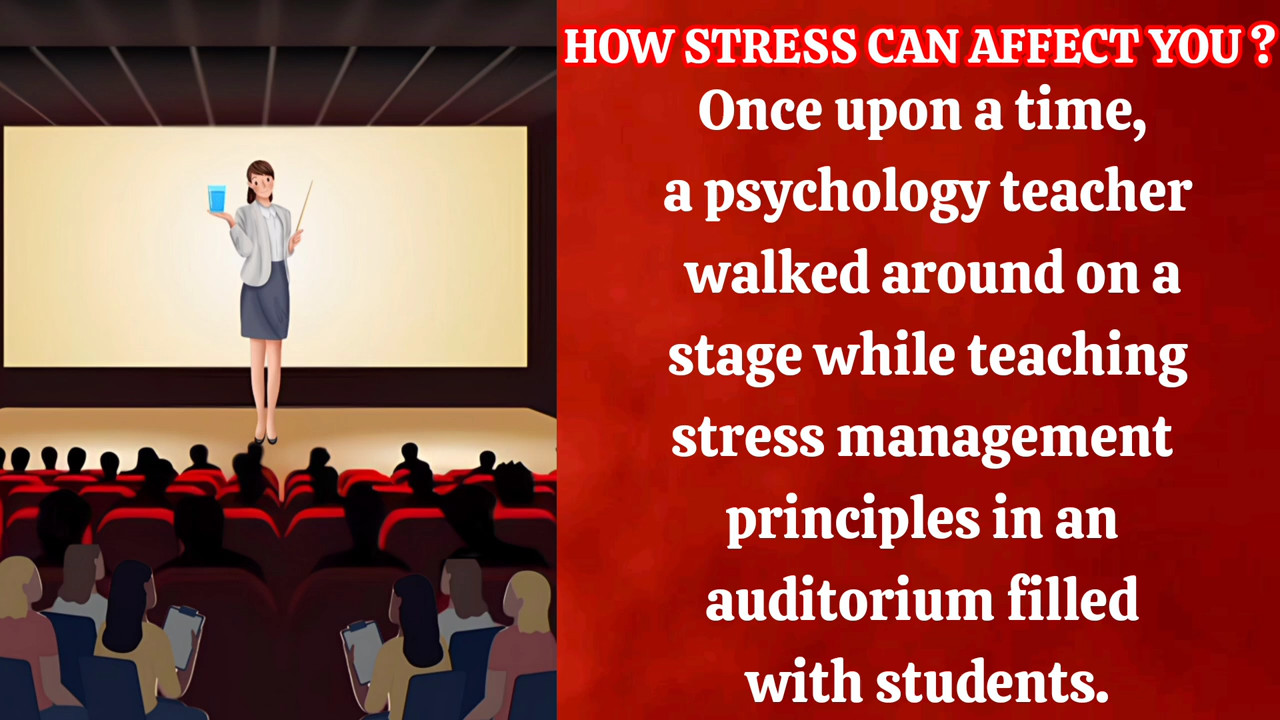 HOW STRESS CAN AFFECT YOU ?
Once upon a time,
a psychology teacher
walked around on a
stage while teaching
stress management
principles in an
auditorium filled
with students.